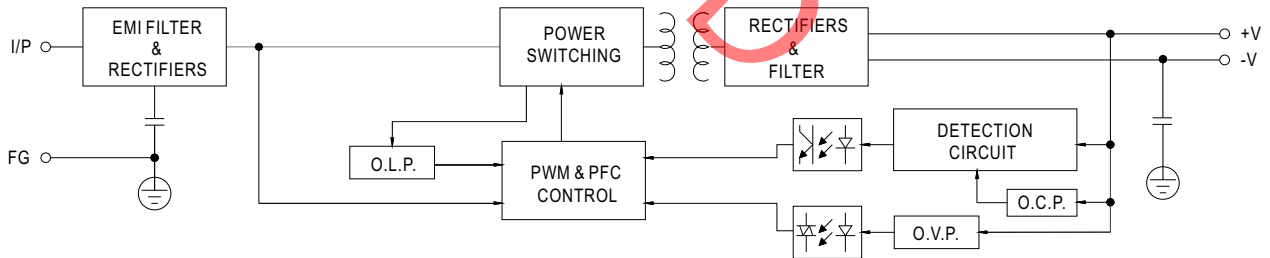 I/P
EMI FILTER
&
RECTIFIERS
POWER
SWITCHING
RECTIFIERS
&
FILTER
+V
-V
FG
O.L.P.
PWM & PFC
CONTROL
DETECTION
CIRCUIT
O.C.P.
O.V.P.